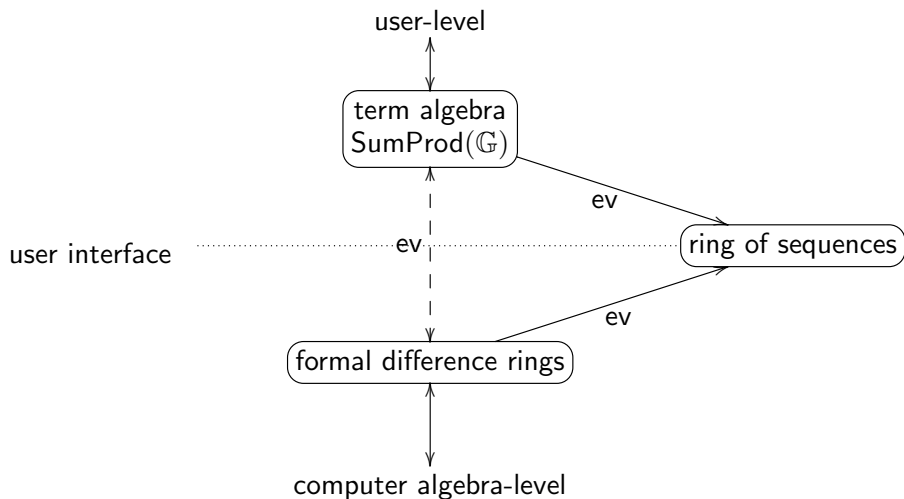 user-level
term algebra
SumProd(𝔾)
ev
user interface
ev
ring of sequences
ev
formal difference rings
computer algebra-level